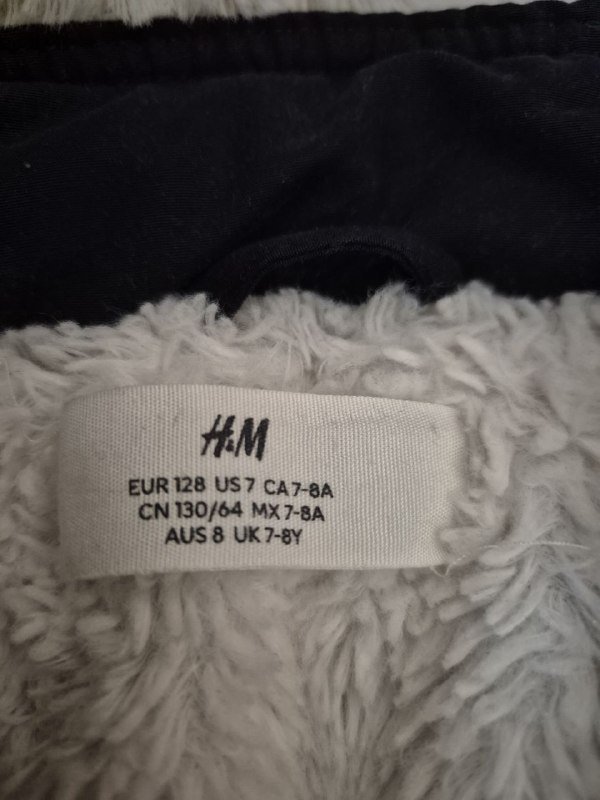 H&M
EUR 128 US 7 CA 7-8A
CN 130/64 MX 7-8A
AUS 8 UK 7-8Y